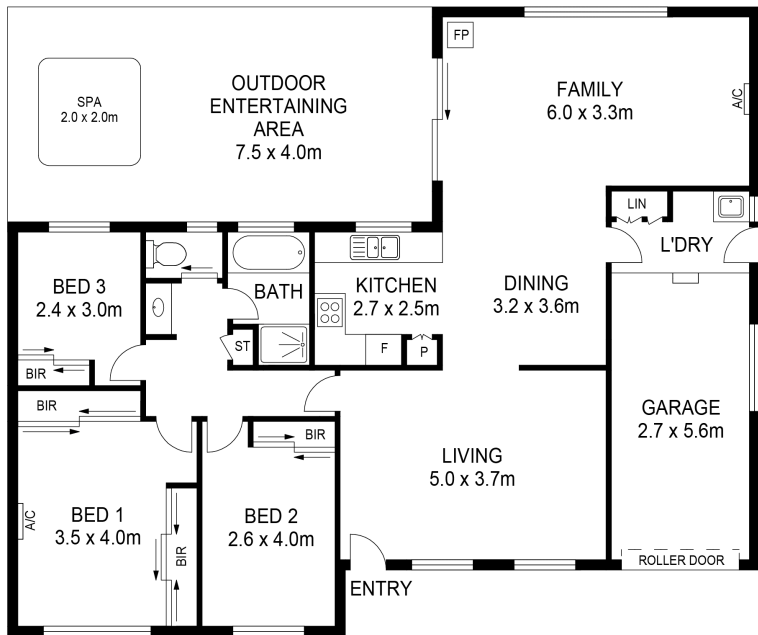 FP
SPA
2.0 x 2.0m
OUTDOOR
ENTERTAINING
AREA
7.5 x 4.0m
FAMILY
6.0 x 3.3m
A/C
LIN
L'DRY
BED 3
2.4 x 3.0m
BIR
BATH
ST
KITCHEN
2.7 x 2.5m
F
P
DINING
3.2 x 3.6m
BIR
BED 1
3.5 x 4.0m
A/C
BIR
BIR
BED 2
2.6 x 4.0m
LIVING
5.0 x 3.7m
GARAGE
2.7 x 5.6m
ROLLER DOOR
ENTRY